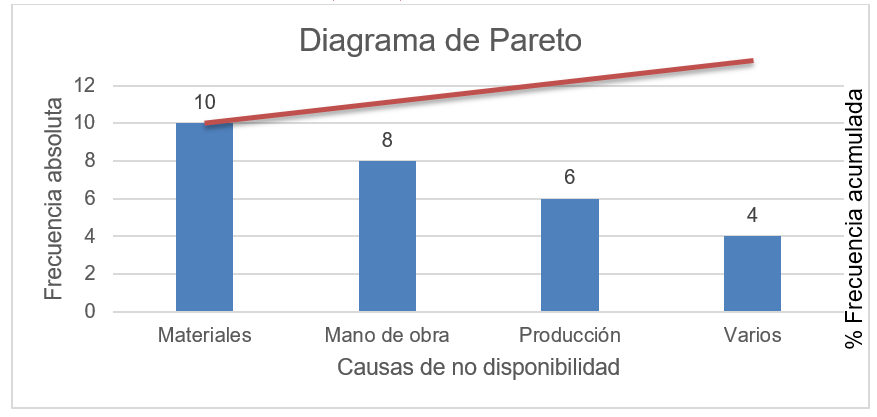 Diagrama de Pareto
Frecuencia absoluta
12
10
8
6
4
2
0
10
8
6
4
Materiales
Mano de obra
Producción
Varios
Causas de no disponibilidad
% Frecuencia acumulada